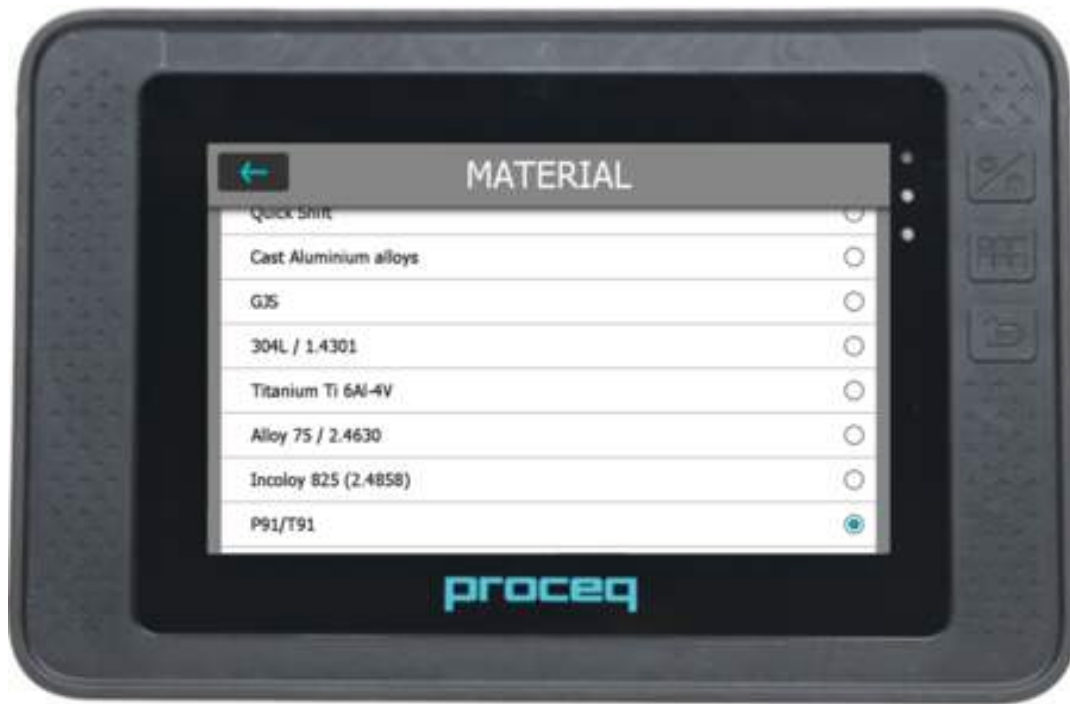 MATERIAL
Quick Shift
Cast Aluminium alloys
GJS
304L / 1.4301
Titanium Ti 6Al-4V
Alloy 75 / 2.4630
Incoloy 825 (2.4858)
P91/T91
proceq